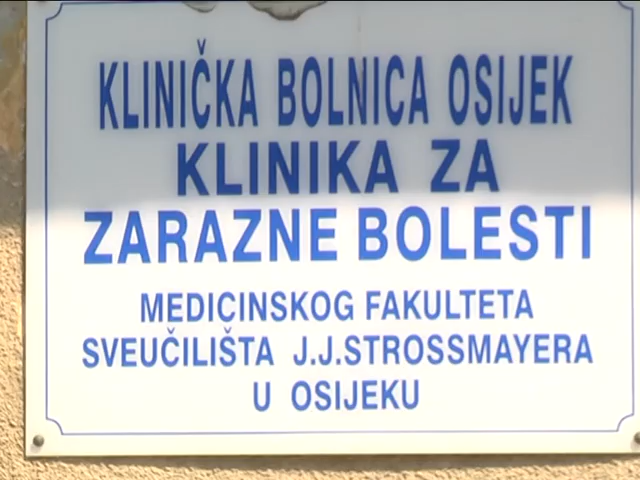 KLINIČKA BOLNICA OSIJEK
KLINIKA ZA
ZARAZNE BOLESTI
MEDICINSKOG FAKULTETA
SVEUČILIŠTA J.J.STROSSMAYERA
U OSIJEKU